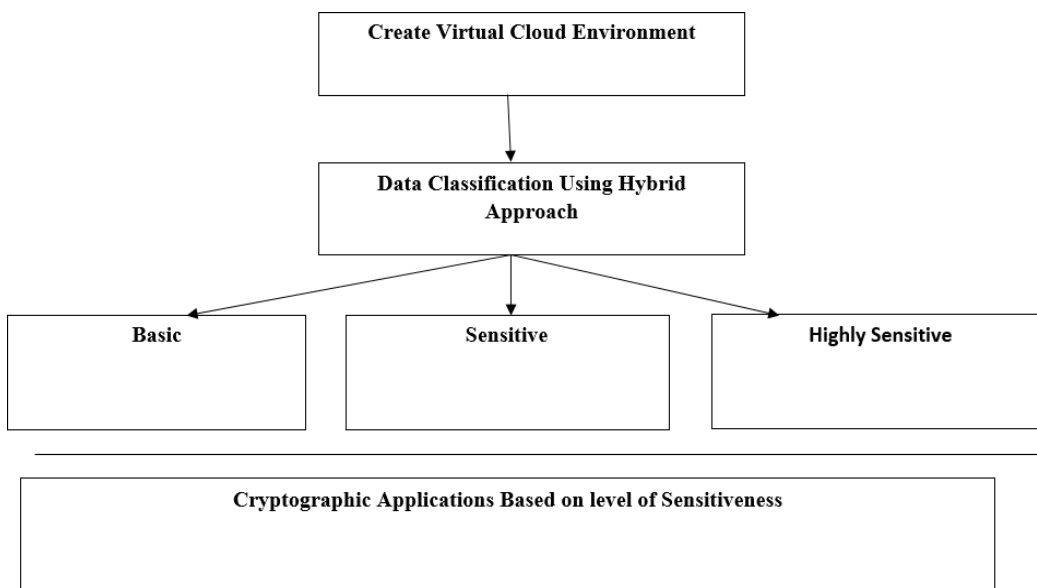 Create Virtual Cloud Environment
Data Classification Using Hybrid
Approach
Basic
Sensitive
Highly Sensitive
Cryptographic Applications Based on level of Sensitiveness